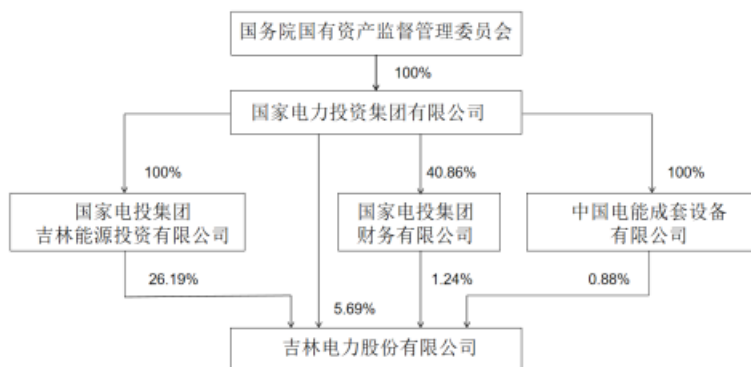 国务院国有资产监督管理委员会
100%
国家电力投资集团有限公司
100%
40.86%
100%
国家电投集团
吉林能源投资有限公司
国家电投集团
财务有限公司
中国电能成套设备
有限公司
26.19%
5.69%
1.24%
0.88%
吉林电力股份有限公司